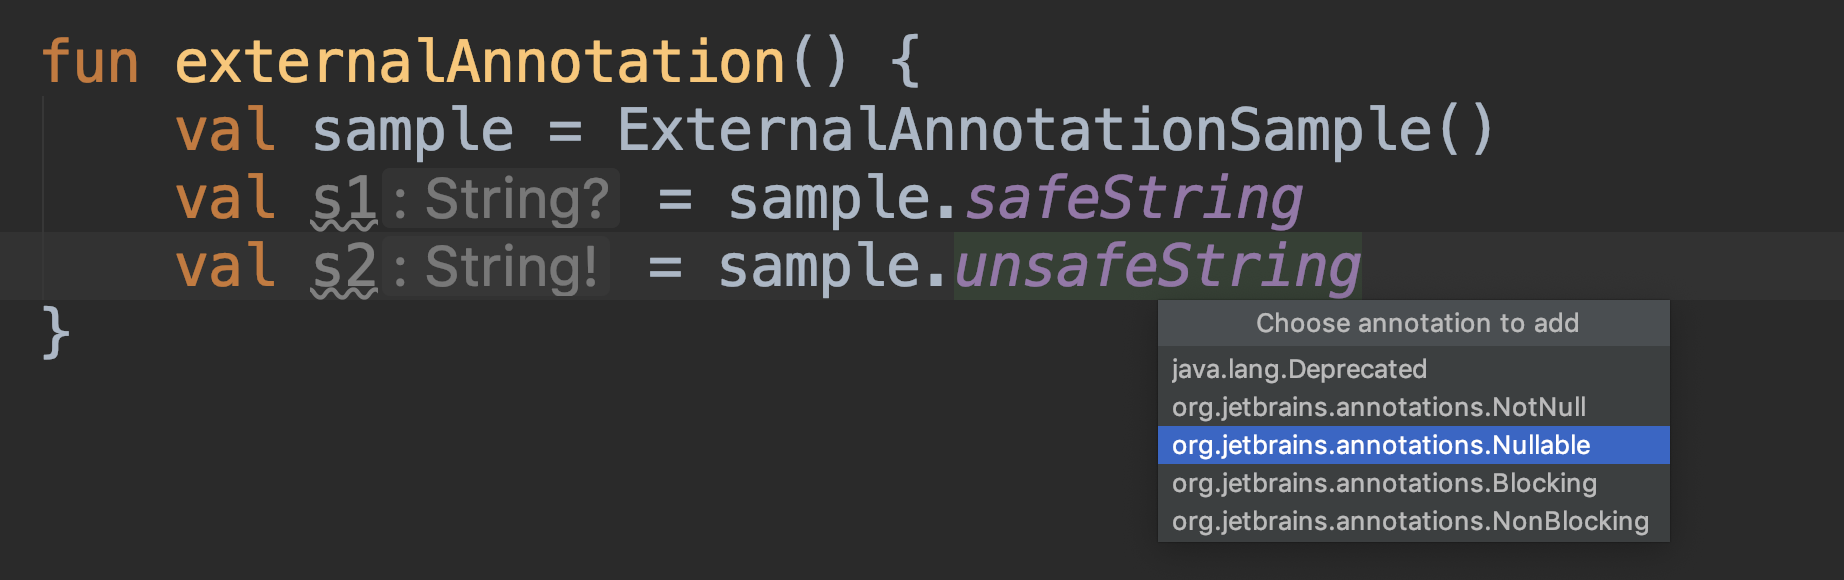 fun externalAnnotation() {
    val sample = ExternalAnnotationSample()
    val s1: String? = sample.safeString
    val s2: String! = sample.unsafeString
}
Choose annotation to add
java.lang.Deprecated
org.jetbrains.annotations.NotNull
org.jetbrains.annotations.Nullable
org.jetbrains.annotations.Blocking
org.jetbrains.annotations.NonBlocking